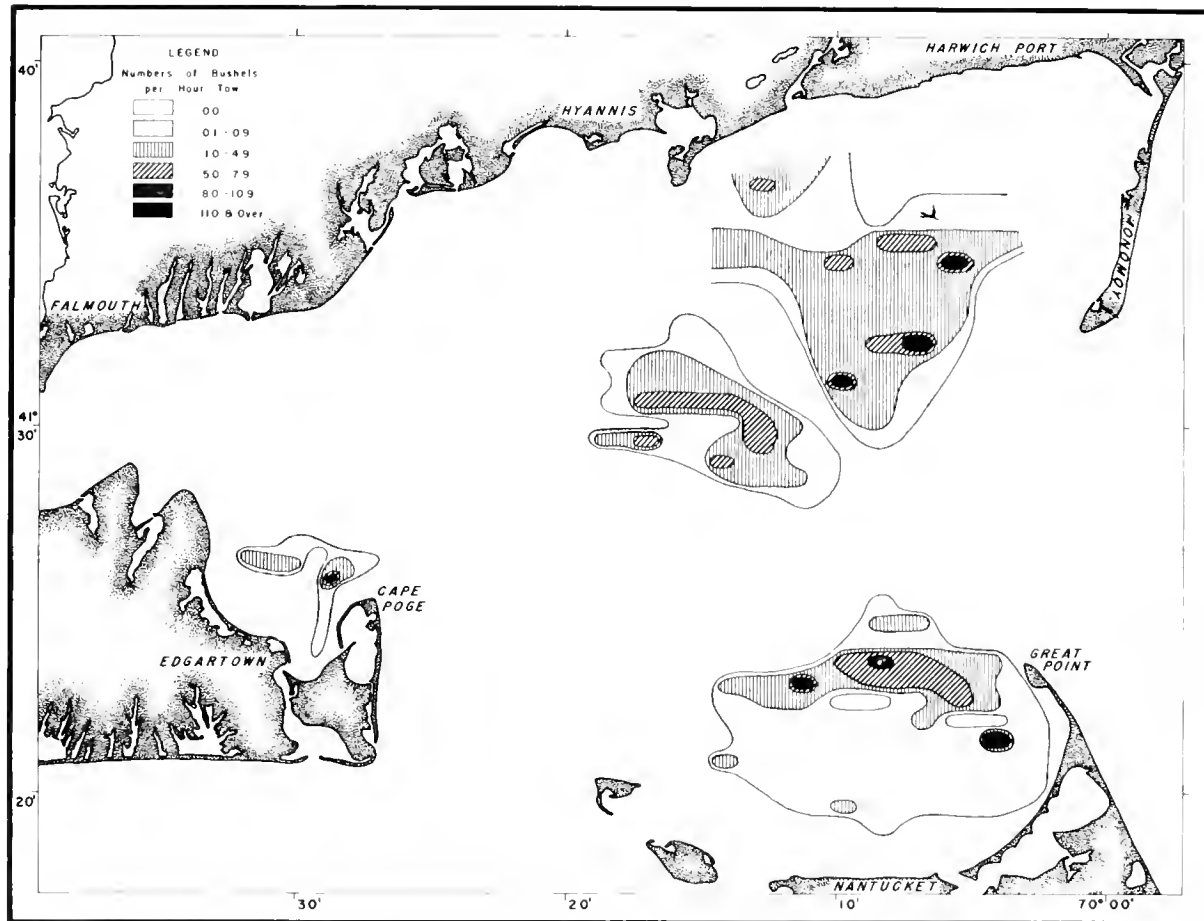 LEGEND
Numbers of Bushels
per Hour Tow
00
01-09
10-49
50-79
80-109
110 & Over
HARWICH PORT
HYANNIS
MONOMOY
FALMOUTH
CAPE
POGE
EDGARTOWN
GREAT
POINT
NANTUCKET
40'
41°
30'
20'
30'
20'
10'
70° 00'